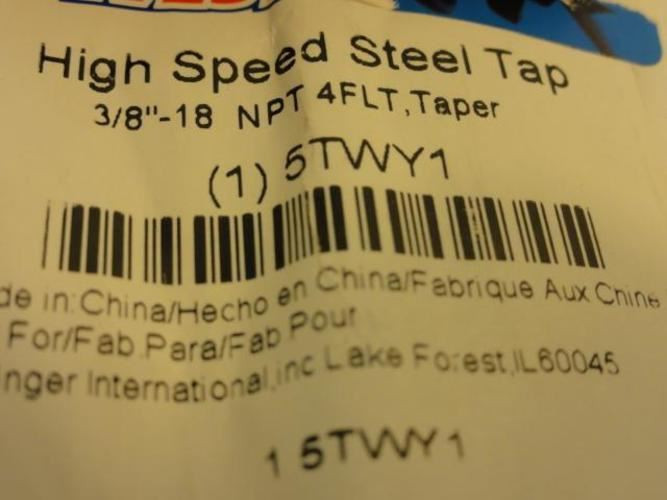 High Speed Steel Tap
3/8"-18 NPT 4FLT,Taper
(1) 5TWY1
de in:China/Hecho en China/Fabrique Aux Chine
For/Fab.Para/Fab Pour
nger International,inc Lake Forest,IL60045
1 5TWY1